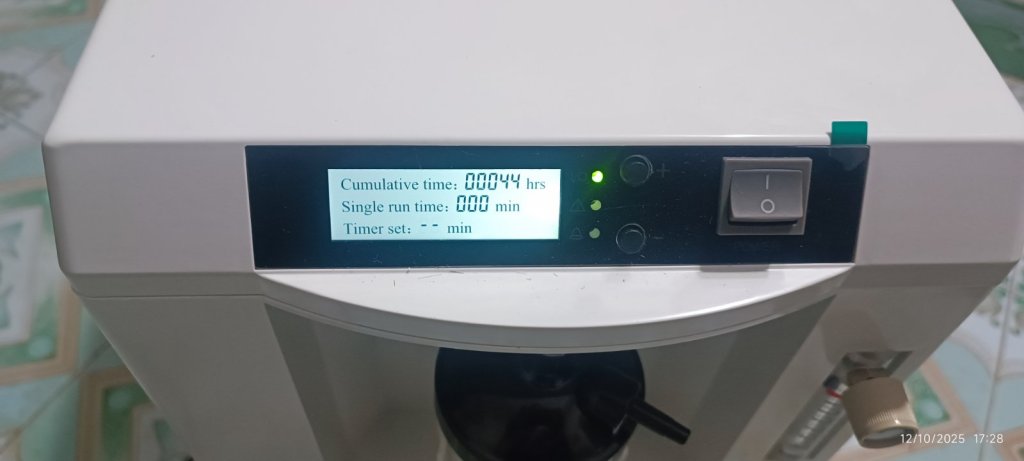 Cumulative time: 00044 hrs
Single run time: 000 min
Timer set: -- min
I
O
+
-
12/10/2025 17:28